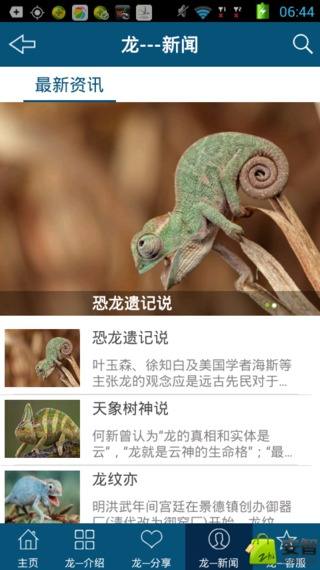 06:44
龙---新闻
最新资讯
恐龙遗记说
恐龙遗记说
叶玉森、徐知白及美国学者海斯等
主张龙的观念应是远古先民对于...
天象树神说
何新曾认为“龙的真相和实体是
云”，“龙就是云神的生命格”；“最...
龙纹亦
明洪武年间宫廷在景德镇创办御器
厂(清代改为御窑厂)开始，龙纹
主页
龙--介绍
龙--分享
龙--新闻
龙--客服
安智